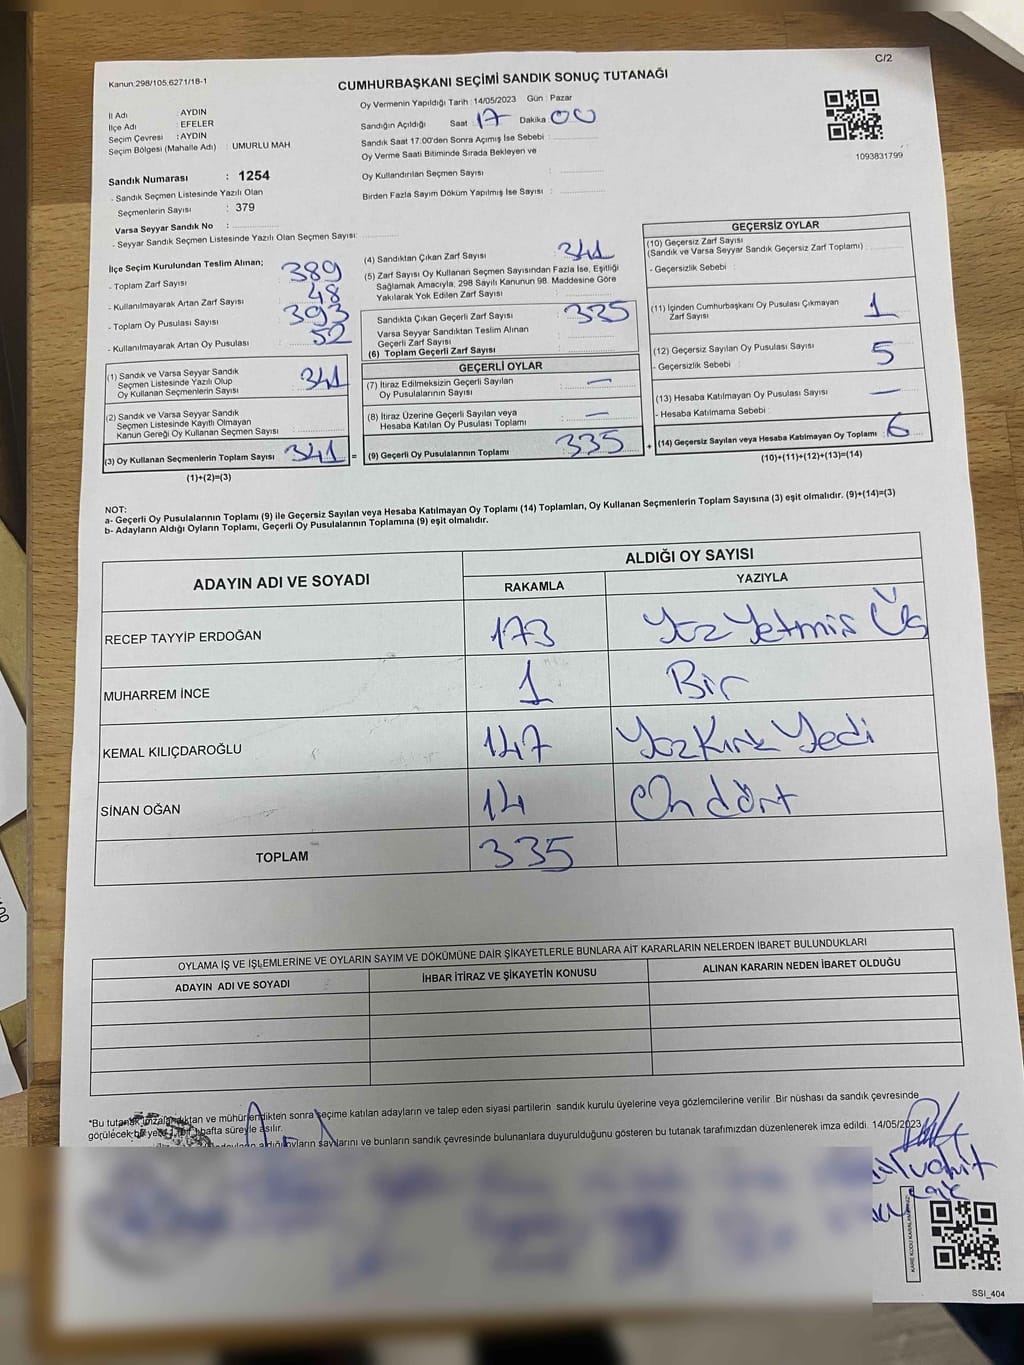 C/2
Kanun 298/105,6271/18-1
CUMHURBAŞKANI SEÇİMİ SANDIK SONUÇ TUTANAĞI
İl Adı : AYDIN
İlçe Adı : EFELER
Seçim Çevresi : AYDIN
Seçim Bölgesi (Mahalle Adı) : UMURLU MAH
Oy Vermenin Yapıldığı Tarih : 14/05/2023 Gün : Pazar
Sandığın Açıldığı Saat : 17 Dakika 00
Sandık Saat 17:00'den Sonra Açımış İse Sebebi :
Oy Verme Saati Bitiminde Sırada Bekleyen ve
Oy Kullandırılan Seçmen Sayısı :
Birden Fazla Sayım Döküm Yapılmış İse Sayısı :
1093831799
Sandık Numarası : 1254
- Sandık Seçmen Listesinde Yazılı Olan
Seçmenlerin Sayısı : 379
Varsa Seyyar Sandık No :
- Seyyar Sandık Seçmen Listesinde Yazılı Olan Seçmen Sayısı:
İlçe Seçim Kurulundan Teslim Alınan;
- Toplam Zarf Sayısı : 389
- Kullanılmayarak Artan Zarf Sayısı : 48
- Toplam Oy Pusulası Sayısı : 393
- Kullanılmayarak Artan Oy Pusulası : 52
(1) Sandık ve Varsa Seyyar Sandık
Seçmen Listesinde Yazılı Olup
Oy Kullanan Seçmenlerin Sayısı : 341
(2) Sandık ve Varsa Seyyar Sandık
Seçmen Listesinde Kayıtlı Olmayan
Kanun Gereği Oy Kullanan Seçmen Sayısı :
(3) Oy Kullanan Seçmenlerin Toplam Sayısı 341 =
(1)+(2)=(3)
(4) Sandıktan Çıkan Zarf Sayısı : 341
(5) Zarf Sayısı Oy Kullanan Seçmen Sayısından Fazla İse, Eşitliği
Sağlamak Amacıyla, 298 Sayılı Kanunun 98. Maddesine Göre
Yakılarak Yok Edilen Zarf Sayısı :
Sandıkta Çıkan Geçerli Zarf Sayısı : 335
Varsa Seyyar Sandıktan Teslim Alınan
Geçerli Zarf Sayısı :
(6) Toplam Geçerli Zarf Sayısı :
GEÇERLİ OYLAR
(7) İtiraz Edilmeksizin Geçerli Sayılan
Oy Pusulalarının Sayısı : —
(8) İtiraz Üzerine Geçerli Sayılan veya
Hesaba Katılan Oy Pusulası Toplamı : —
(9) Geçerli Oy Pusulalarının Toplamı : 335 +
GEÇERSİZ OYLAR
(10) Geçersiz Zarf Sayısı
(Sandık ve Varsa Seyyar Sandık Geçersiz Zarf Toplamı) :
- Geçersizlik Sebebi :
(11) İçinden Cumhurbaşkanı Oy Pusulası Çıkmayan
Zarf Sayısı : 1
(12) Geçersiz Sayılan Oy Pusulası Sayısı : 5
- Geçersizlik Sebebi :
(13) Hesaba Katılmayan Oy Pusulası Sayısı : —
- Hesaba Katılmama Sebebi :
(14) Geçersiz Sayılan veya Hesaba Katılmayan Oy Toplamı : 6
(10)+(11)+(12)+(13)=(14)
NOT:
a- Geçerli Oy Pusulalarının Toplamı (9) ile Geçersiz Sayılan veya Hesaba Katılmayan Oy Toplamı (14) Toplamları, Oy Kullanan Seçmenlerin Toplam Sayısına (3) eşit olmalıdır. (9)+(14)=(3)
b- Adayların Aldığı Oyların Toplamı, Geçerli Oy Pusulalarının Toplamına (9) eşit olmalıdır.
ADAYIN ADI VE SOYADI
ALDIĞI OY SAYISI
RAKAMLA YAZIYLA
RECEP TAYYİP ERDOĞAN 173 Yüz Yetmis Üç
MUHARREM İNCE 1 Bir
KEMAL KILIÇDAROĞLU 147 Yüz Kırk Yedi
SİNAN OĞAN 14 On dört
TOPLAM 335
OYLAMA İŞ VE İŞLEMLERİNE VE OYLARIN SAYIM VE DÖKÜMÜNE DAİR ŞİKAYETLERLE BUNLARA AİT KARARLARIN NELERDEN İBARET BULUNDUKLARI
ADAYIN ADI VE SOYADI İHBAR İTİRAZ VE ŞİKAYETİN KONUSU ALINAN KARARIN NEDEN İBARET OLDUĞU
*Bu tutanak imzalandıktan ve mühürlendikten sonra seçime katılan adayların ve talep eden siyasi partilerin sandık kurulu üyelerine veya gözlemcilerine verilir. Bir nüshası da sandık çevresinde
görülecek bir yere hafta süreyle asılır.
oyların sayılarını ve bunların sandık çevresinde bulunanlara duyurulduğunu gösteren bu tutanak tarafımızdan düzenlenerek imza edildi. 14/05/2023
SSI_404